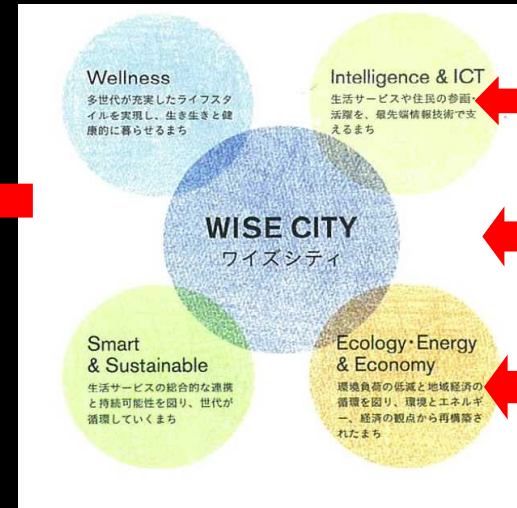 Wellness
多世代が充実したライフスタ
イルを実現し、生き生きと健
康的に暮らせるまち
Intelligence & ICT
生活サービスや住民の参画・
活躍を、最先端情報技術で支
えるまち
WISE CITY
ワイズシティ
Smart
& Sustainable
生活サービスの総合的な連携
と持続可能性を図り、世代が
循環していくまち
Ecology・Energy
& Economy
環境負荷の低減と地域経済の
循環を図り、環境とエネルギ
ー、経済の観点から再構築さ
れたまち